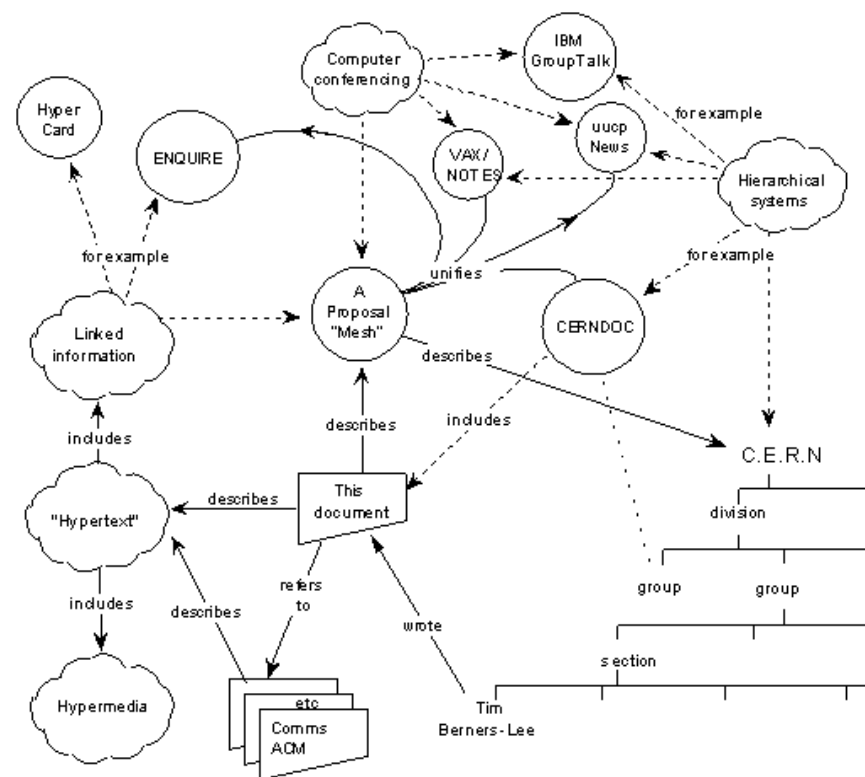 IBM
GroupTalk
Computer
conferencing
Hyper
Card
for example
uucp
News
ENQUIRE
VAX/
NOTES
Hierarchical
systems
for example
unifies
for example
A
Proposal
"Mesh"
CERNDOC
Linked
information
describes
includes
describes
includes
C.E.R.N
This
document
describes
"Hypertext"
division
refers
to
includes
describes
group
group
wrote
section
Hypermedia
etc
Tim
Berners-Lee
Comms
ACM